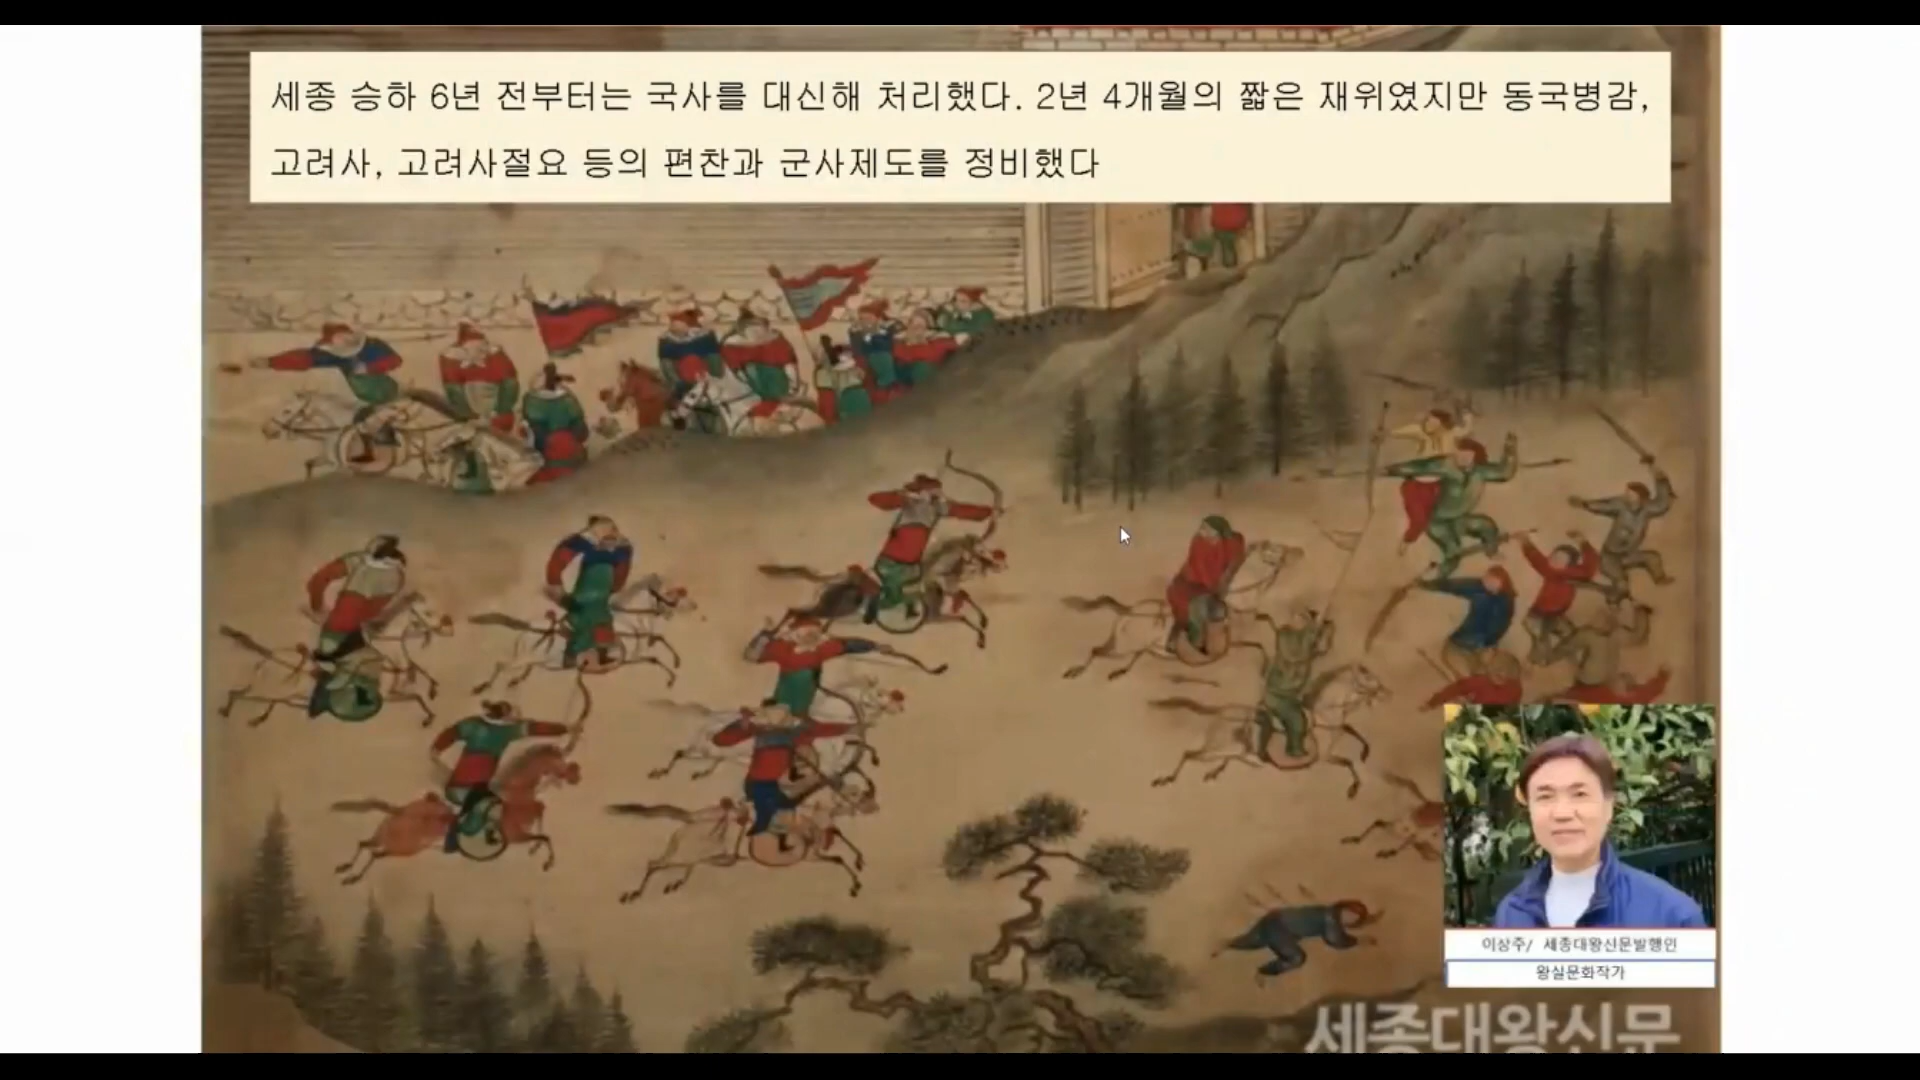 세종 승하 6년 전부터는 국사를 대신해 처리했다. 2년 4개월의 짧은 재위였지만 동국병감,
고려사, 고려사절요 등의 편찬과 군사제도를 정비했다
이상주/ 세종대왕신문발행인
왕실문화작가
세종대왕신문